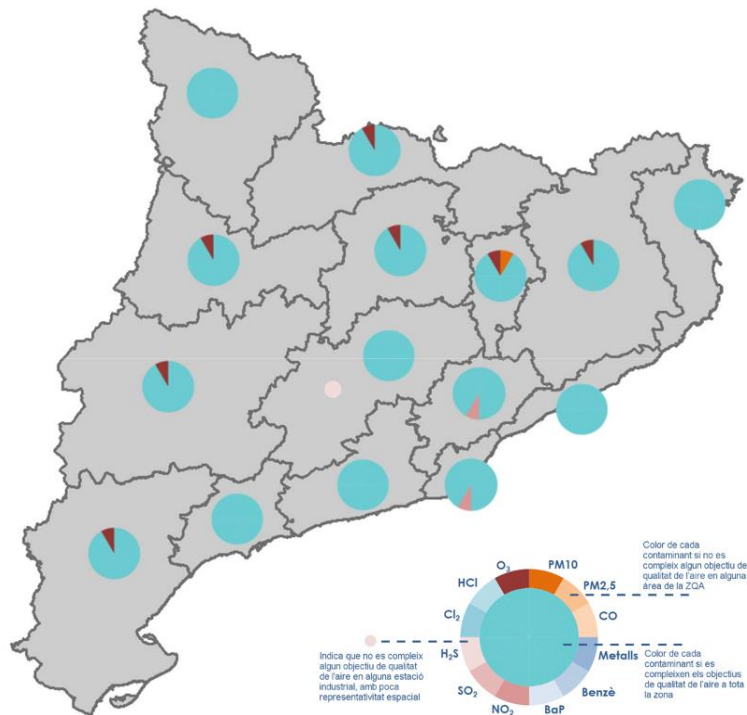 Color de cada
contaminant si no es
compleix algun objectiu de
qualitat de l'aire en alguna
àrea de la ZQA
O₃
PM10
HCl
PM2,5
Cl₂
CO
H₂S
Metalls
Indica que no es compleix
algun objectiu de qualitat
de l'aire en alguna estació
industrial, amb poca
representativitat espacial
Color de cada
contaminant si es
compleixen els objectius
de qualitat de l'aire a tota
la zona
SO₂
Benzè
NO₂
BaP